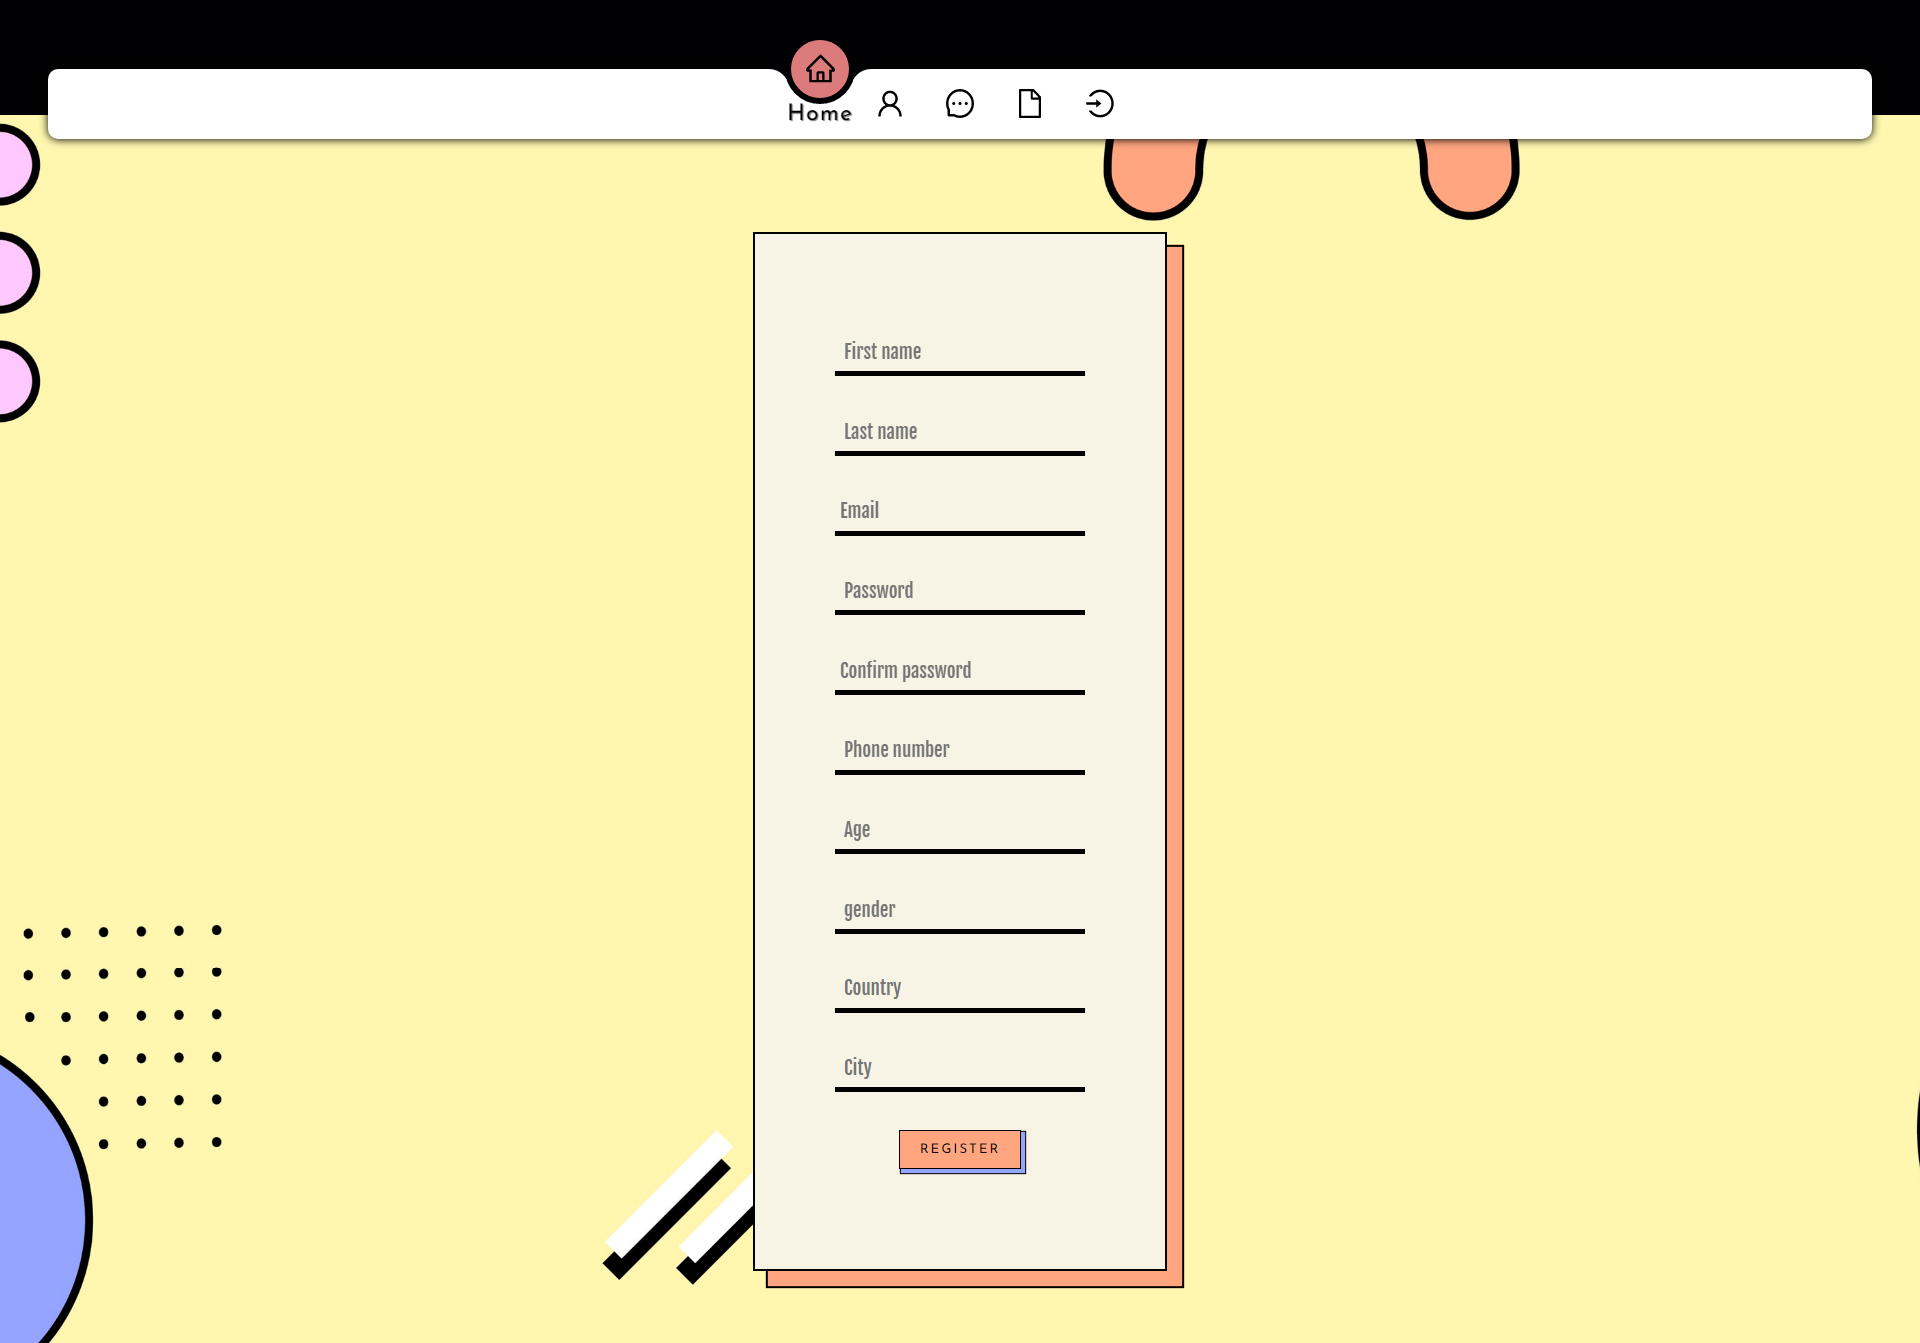 Home
First name
Last name
Email
Password
Confirm password
Phone number
Age
gender
Country
City
REGISTER